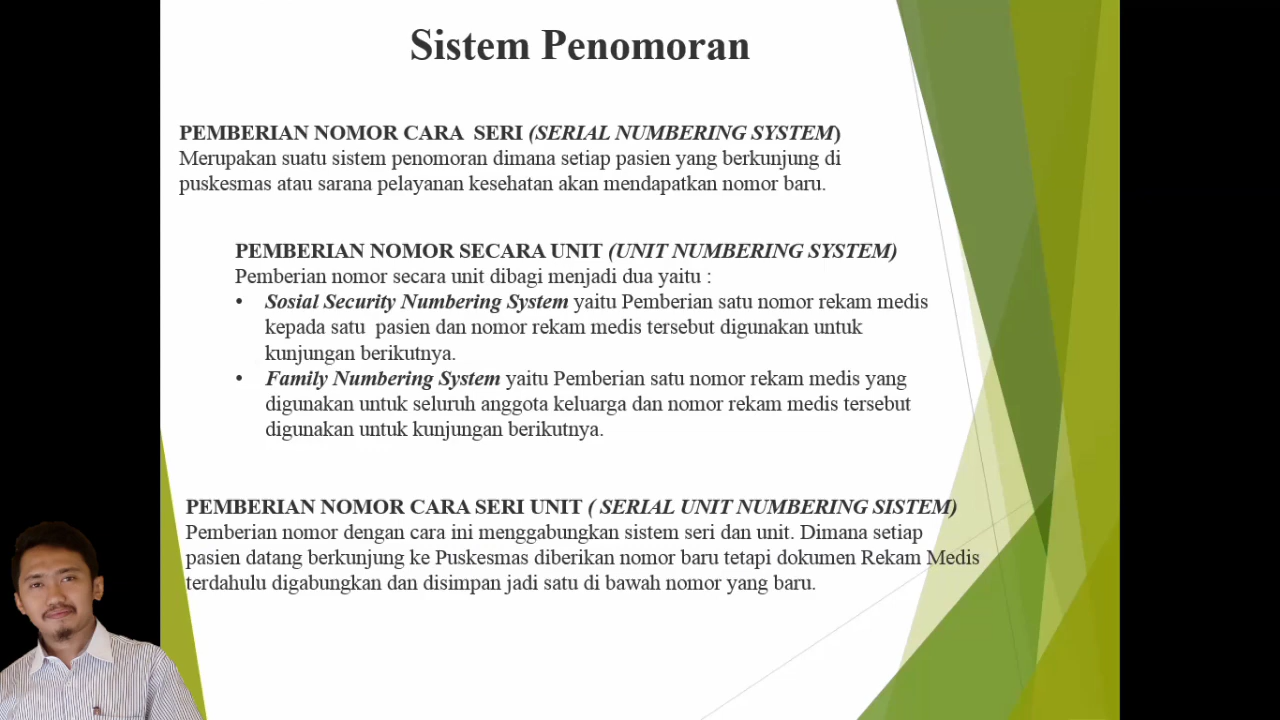 Sistem Penomoran
PEMBERIAN NOMOR CARA SERI (SERIAL NUMBERING SYSTEM)
Merupakan suatu sistem penomoran dimana setiap pasien yang berkunjung di
puskesmas atau sarana pelayanan kesehatan akan mendapatkan nomor baru.
PEMBERIAN NOMOR SECARA UNIT (UNIT NUMBERING SYSTEM)
Pemberian nomor secara unit dibagi menjadi dua yaitu :
• Sosial Security Numbering System yaitu Pemberian satu nomor rekam medis
kepada satu pasien dan nomor rekam medis tersebut digunakan untuk
kunjungan berikutnya.
• Family Numbering System yaitu Pemberian satu nomor rekam medis yang
digunakan untuk seluruh anggota keluarga dan nomor rekam medis tersebut
digunakan untuk kunjungan berikutnya.
PEMBERIAN NOMOR CARA SERI UNIT ( SERIAL UNIT NUMBERING SISTEM)
Pemberian nomor dengan cara ini menggabungkan sistem seri dan unit. Dimana setiap
pasien datang berkunjung ke Puskesmas diberikan nomor baru tetapi dokumen Rekam Medis
terdahulu digabungkan dan disimpan jadi satu di bawah nomor yang baru.